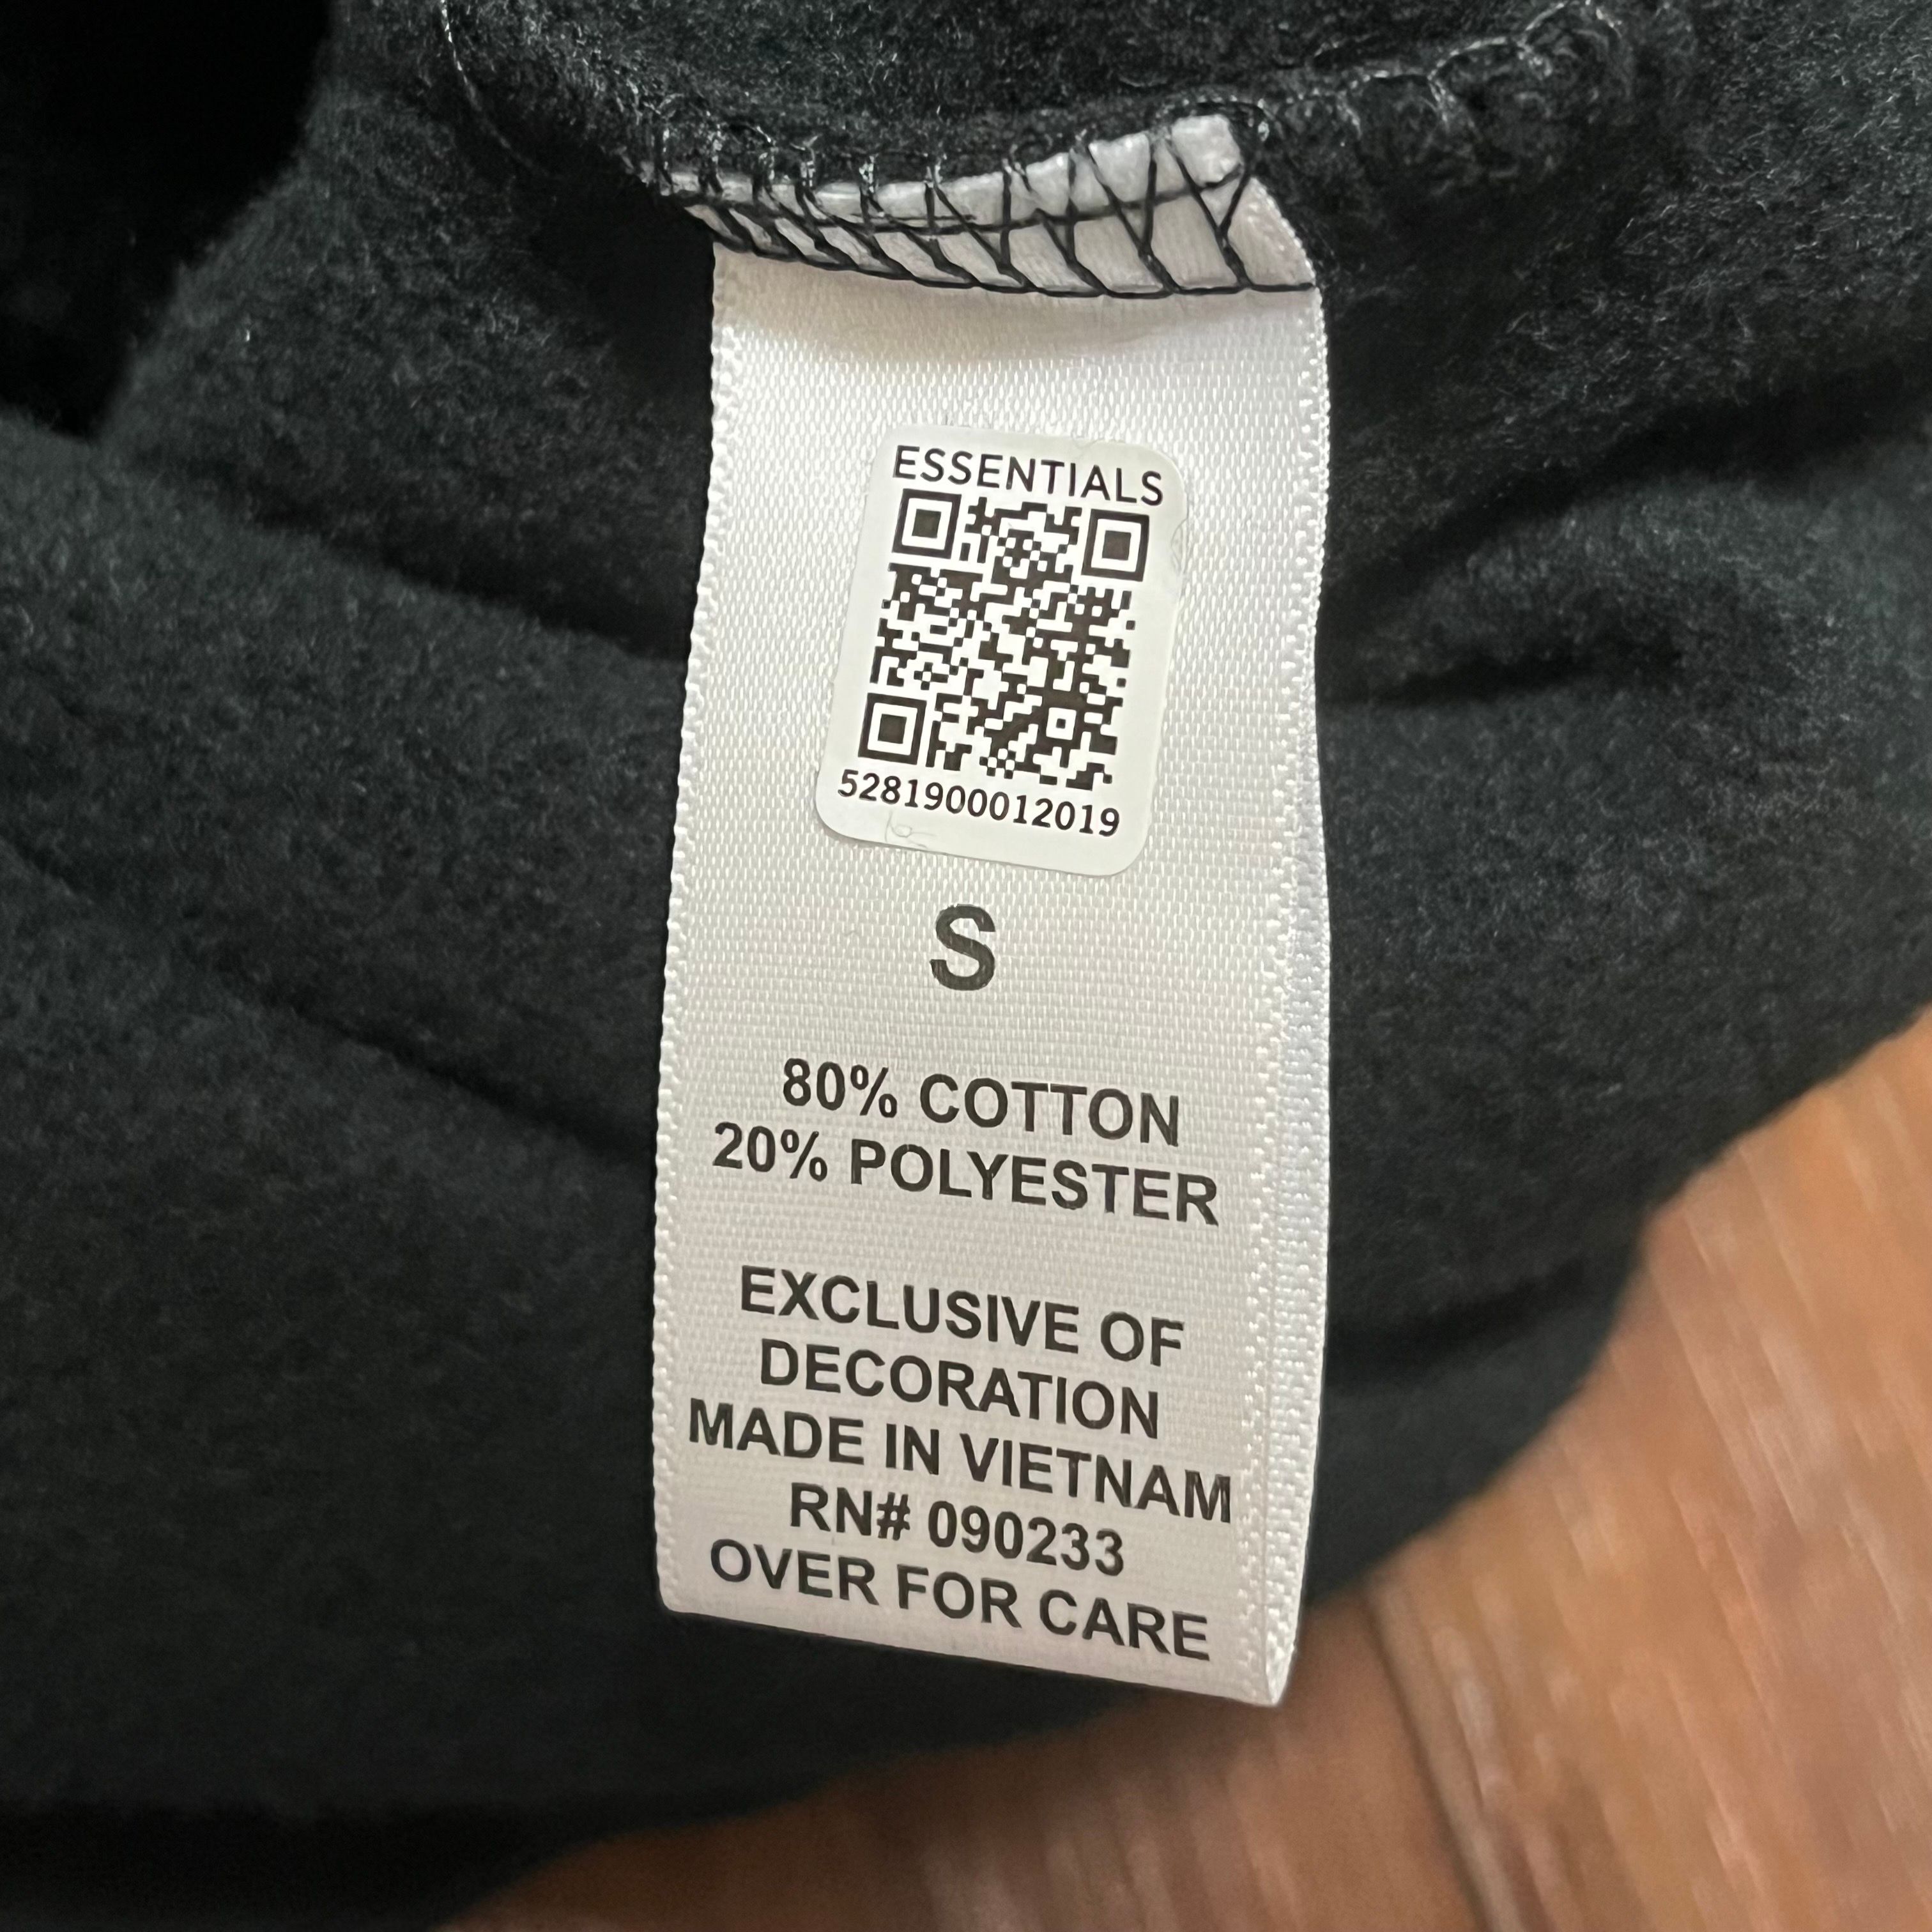 ESSENTIALS
5281900012019
S
80% COTTON
20% POLYESTER
EXCLUSIVE OF
DECORATION
MADE IN VIETNAM
RN# 090233
OVER FOR CARE